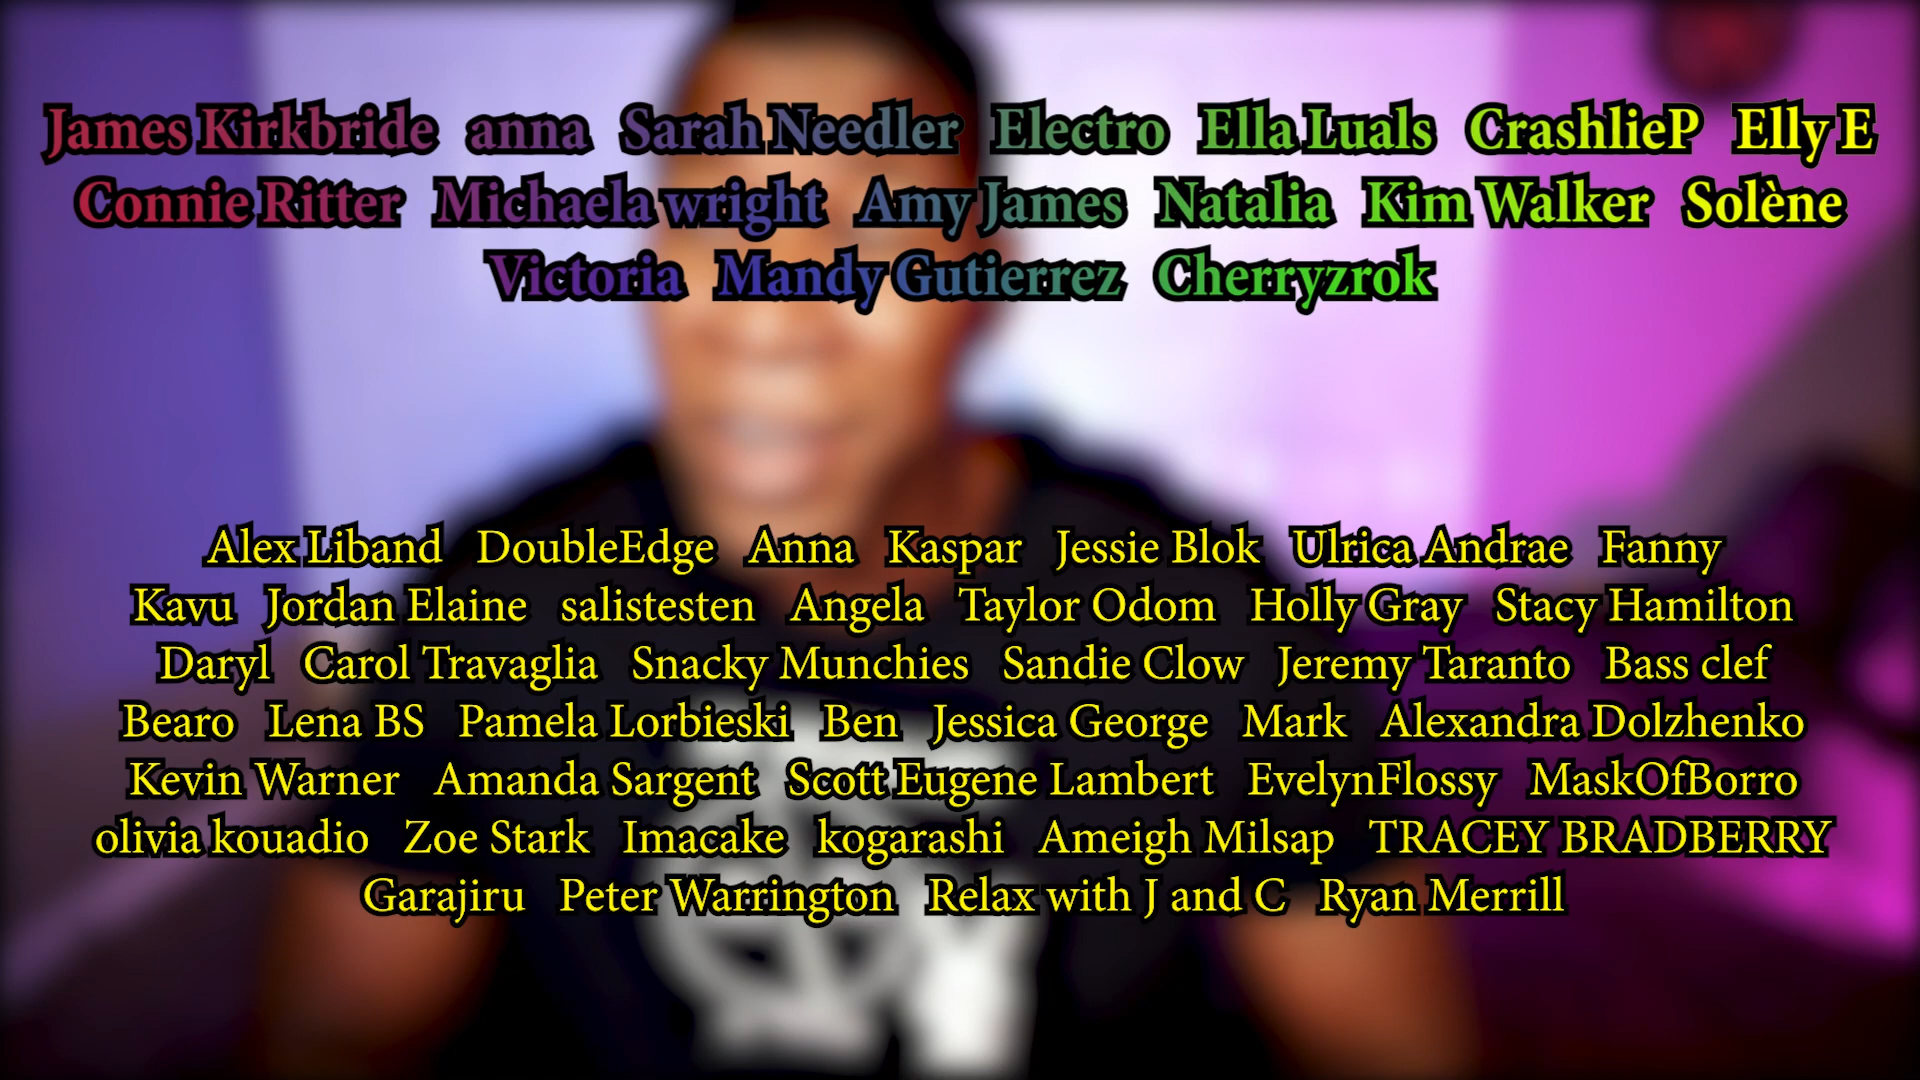 James Kirkbride anna Sarah Needler Electro Ella Luals CrashlieP Elly E
Connie Ritter Michaela wright Amy James Natalia Kim Walker Solène
Victoria Mandy Gutierrez Cherryzrok
Alex Liband DoubleEdge Anna Kaspar Jessie Blok Ulrica Andrae Fanny
Kavu Jordan Elaine salistesten Angela Taylor Odom Holly Gray Stacy Hamilton
Daryl Carol Travaglia Snacky Munchies Sandie Clow Jeremy Taranto Bass clef
Bearo Lena BS Pamela Lorbieski Ben Jessica George Mark Alexandra Dolzhenko
Kevin Warner Amanda Sargent Scott Eugene Lambert EvelynFlossy MaskOfBorro
olivia kouadio Zoe Stark Imacake kogarashi Ameigh Milsap TRACEY BRADBERRY
Garajiru Peter Warrington Relax with J and C Ryan Merrill